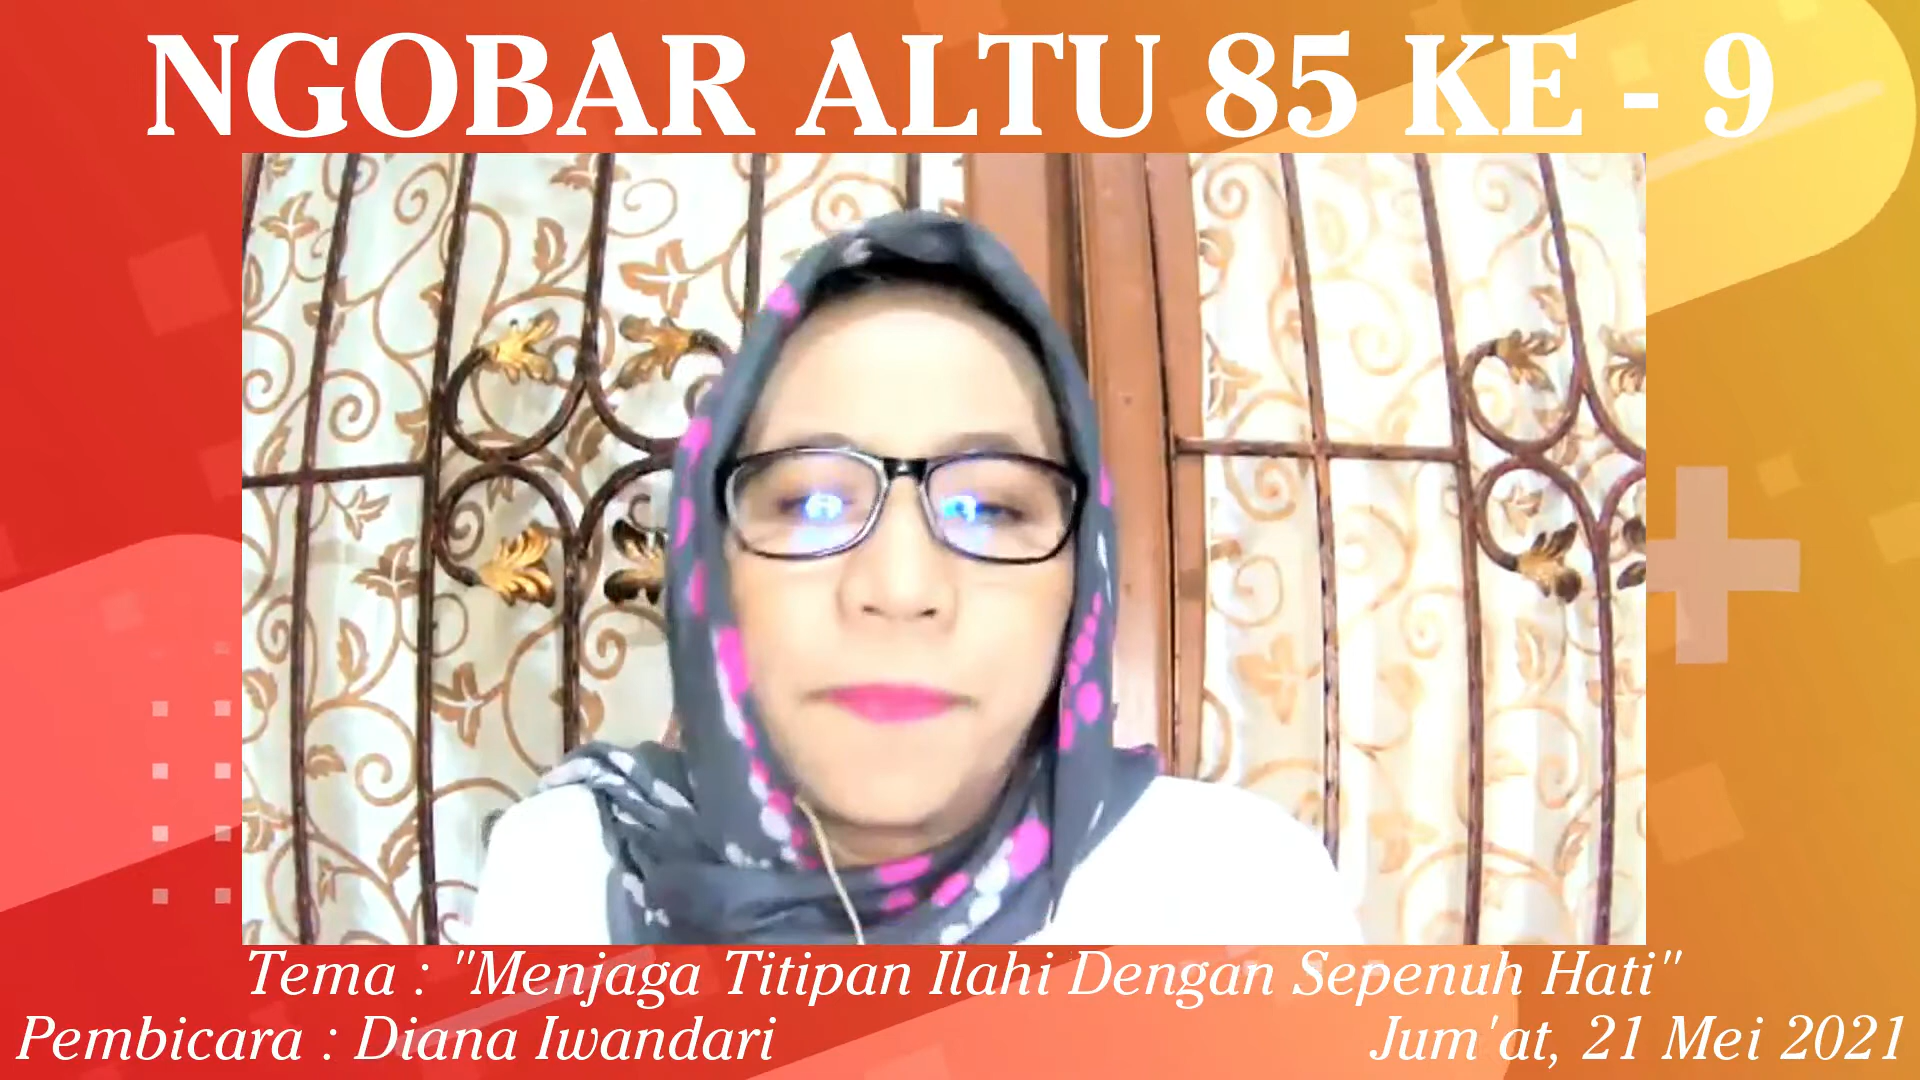 NGOBAR ALTU 85 KE - 9
Tema : "Menjaga Titipan Ilahi Dengan Sepenuh Hati"
Pembicara : Diana Iwandari
Jum'at, 21 Mei 2021